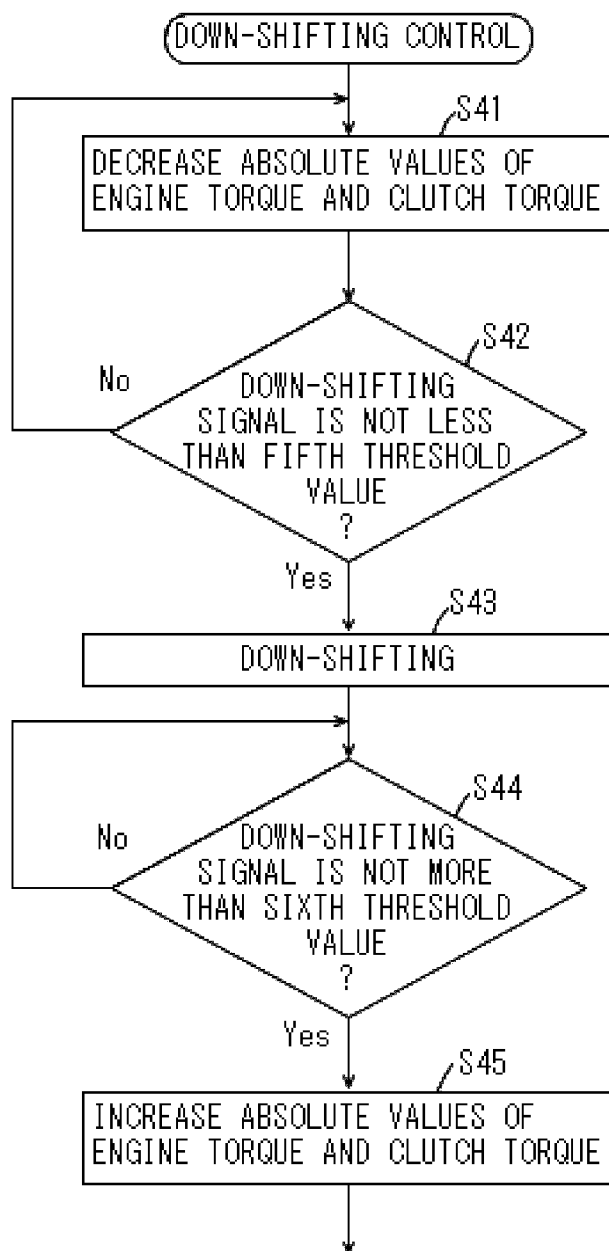 DOWN-SHIFTING CONTROL
S41
DECREASE ABSOLUTE VALUES OF
ENGINE TORQUE AND CLUTCH TORQUE
S42
No
DOWN-SHIFTING
SIGNAL IS NOT LESS
THAN FIFTH THRESHOLD
VALUE
?
Yes
S43
DOWN-SHIFTING
S44
No
DOWN-SHIFTING
SIGNAL IS NOT MORE
THAN SIXTH THRESHOLD
VALUE
?
Yes
S45
INCREASE ABSOLUTE VALUES OF
ENGINE TORQUE AND CLUTCH TORQUE